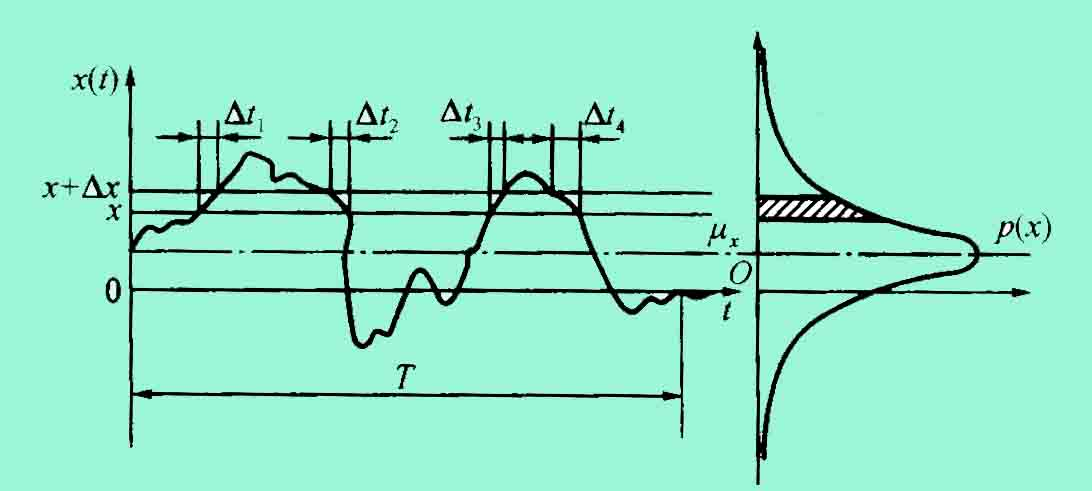 x(t)
Δt₁ Δt₂ Δt₃ Δt₄
x+Δx
x
μₓ
p(x)
0
O
t
T